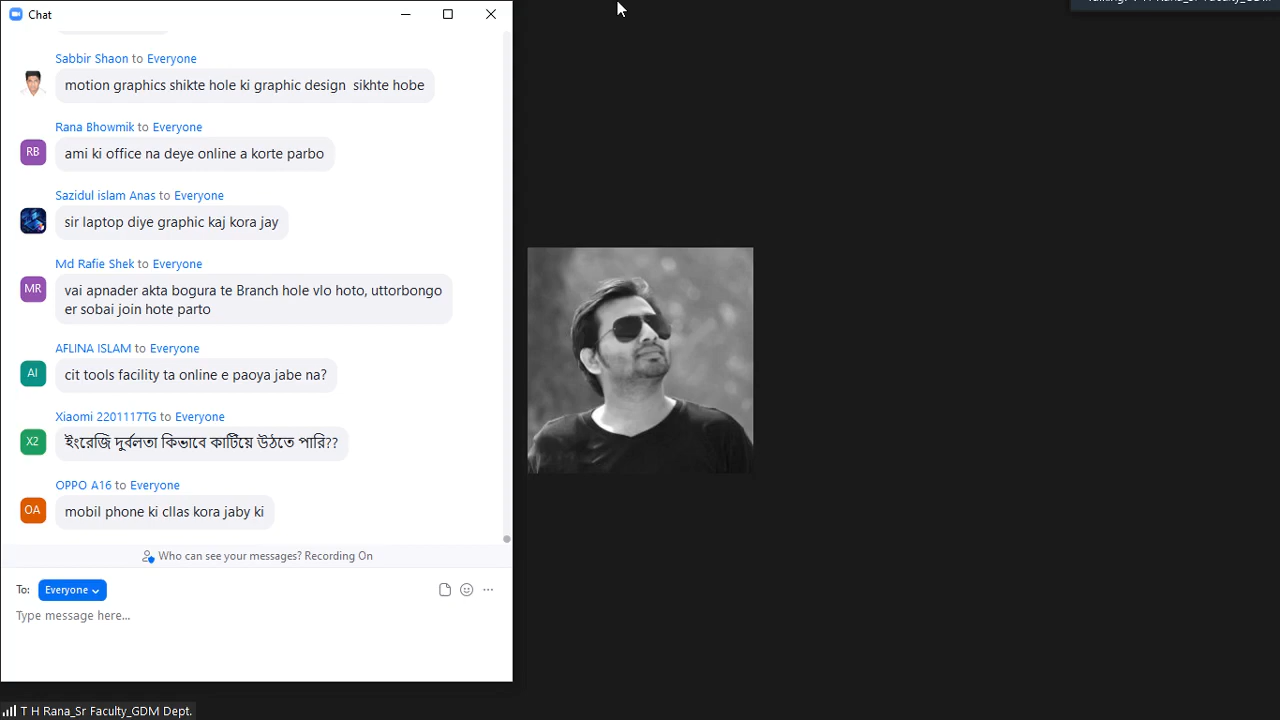 Chat
Sabbir Shaon to Everyone
motion graphics shikte hole ki graphic design sikhte hobe
Rana Bhowmik to Everyone
RB
ami ki office na deye online a korte parbo
Sazidul islam Anas to Everyone
sir laptop diye graphic kaj kora jay
Md Rafie Shek to Everyone
MR
vai apnader akta bogura te Branch hole vlo hoto, uttorbongo
er sobai join hote parto
AFLINA ISLAM to Everyone
AI
cit tools facility ta online e paoya jabe na?
Xiaomi 2201117TG to Everyone
X2
ইংরেজি দুর্বলতা কিভাবে কাটিয়ে উঠতে পারি??
OPPO A16 to Everyone
OA
mobil phone ki cllas kora jaby ki
Who can see your messages? Recording On
To: Everyone
Type message here...
T H Rana_Sr Faculty_GDM Dept.